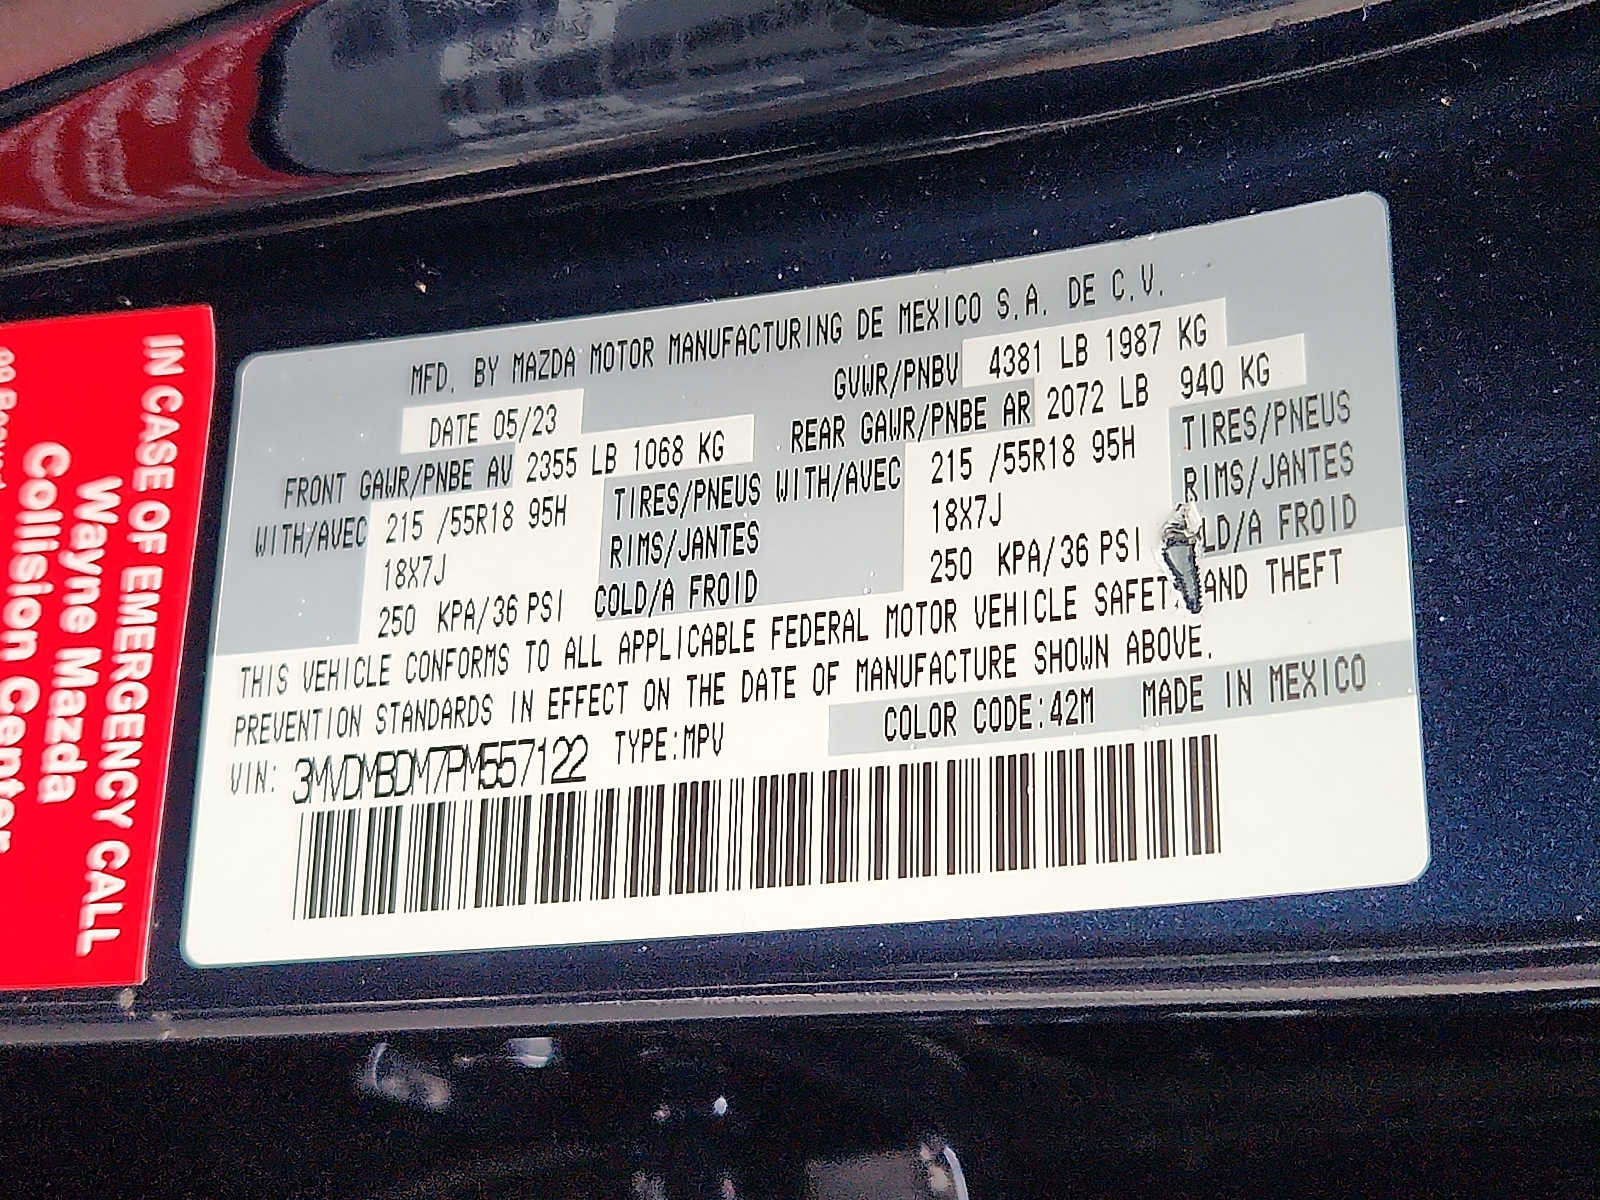 MFD. BY MAZDA MOTOR MANUFACTURING DE MEXICO S.A. DE C.V.
DATE 05/23 GVWR/PNBV 4381 LB 1987 KG
FRONT GAWR/PNBE AV 2355 LB 1068 KG REAR GAWR/PNBE AR 2072 LB 940 KG
WITH/AVEC 215 /55R18 95H TIRES/PNEUS WITH/AVEC 215 /55R18 95H TIRES/PNEUS
18X7J RIMS/JANTES 18X7J RIMS/JANTES
250 KPA/36 PSI COLD/A FROID 250 KPA/36 PSI LD/A FROID
THIS VEHICLE CONFORMS TO ALL APPLICABLE FEDERAL MOTOR VEHICLE SAFET AND THEFT
PREVENTION STANDARDS IN EFFECT ON THE DATE OF MANUFACTURE SHOWN ABOVE.
VIN: 3MVDMBDM7PM557122 TYPE:MPV COLOR CODE:42M MADE IN MEXICO
IN CASE OF EMERGENCY CALL
Wayne Mazda
Collision Center